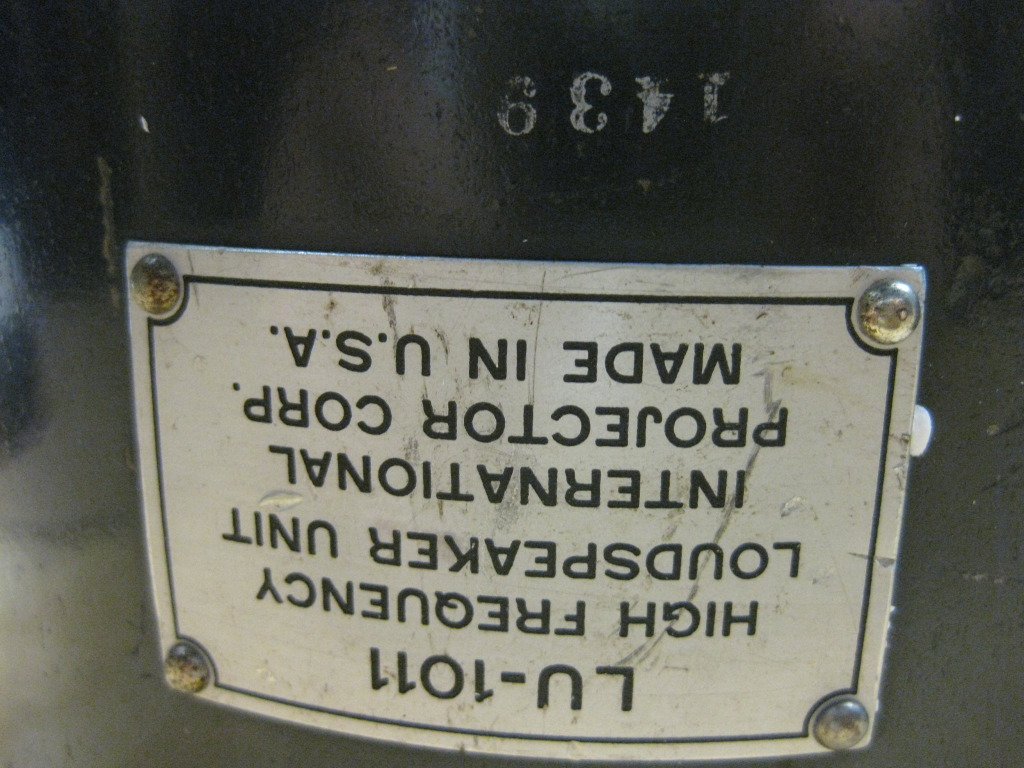 LU-1011
HIGH FREQUENCY
LOUDSPEAKER UNIT
INTERNATIONAL
PROJECTOR CORP.
MADE IN U.S.A.
1439